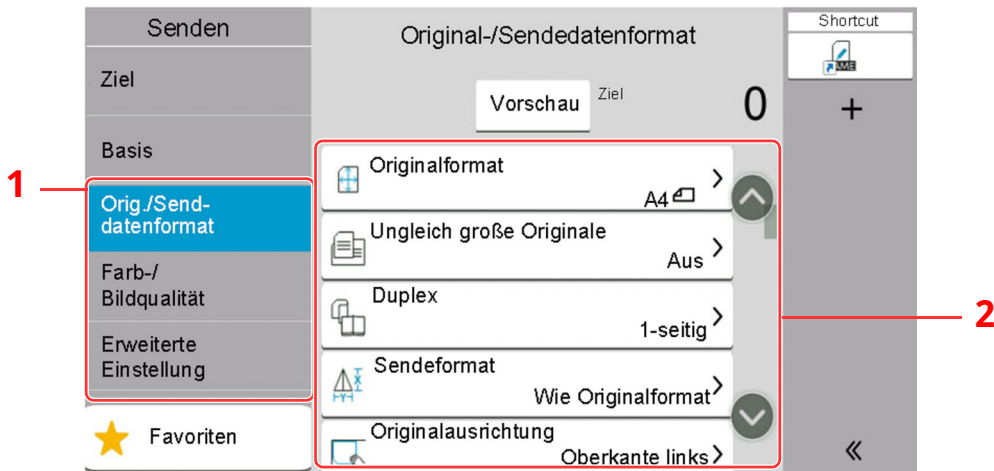 Senden
Ziel
Basis
1
Orig./Send-
datenformat
Farb-/
Bildqualität
Erweiterte
Einstellung
Favoriten
Original-/Sendedatenformat
Vorschau
Ziel
0
Originalformat
A4
Ungleich große Originale
Aus
Duplex
1-seitig
Sendeformat
Wie Originalformat
Originalausrichtung
Oberkante links
2
Shortcut